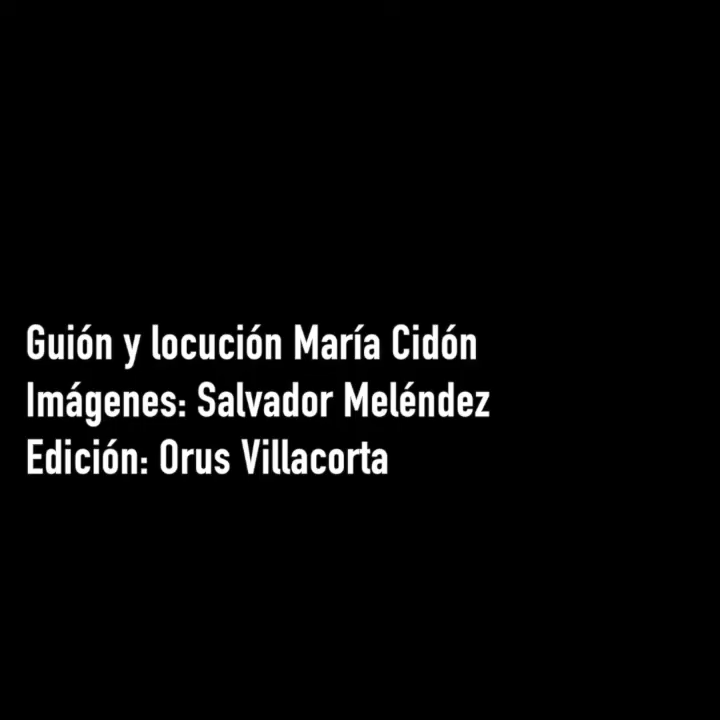 Guión y locución María Cidón
Imágenes: Salvador Meléndez
Edición: Orus Villacorta